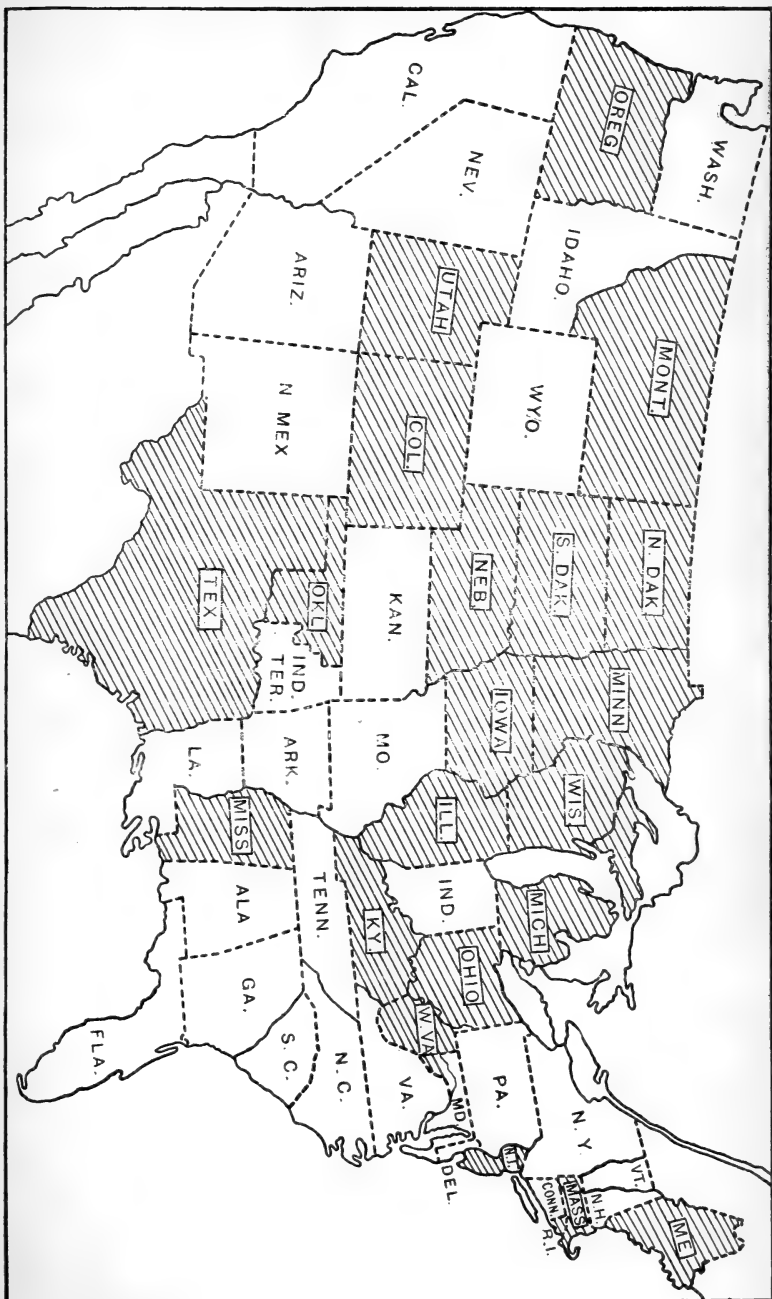 WASH.
OREG
CAL.
NEV.
IDAHO.
MONT.
WYO.
UTAH
ARIZ.
COL.
N MEX
N. DAK
S. DAK
NEB
KAN.
OKL
IND.
TER.
TEX
MINN
IOWA
MO.
ARK.
LA.
WIS
ILL.
MICH
IND.
OHIO
KY.
TENN.
MISS
ALA
GA.
FLA.
S. C.
N. C.
VA.
W. VA
MD
DEL.
PA.
N.J.
N. Y.
VT.
N.H.
MASS
CONN.
R.I.
ME